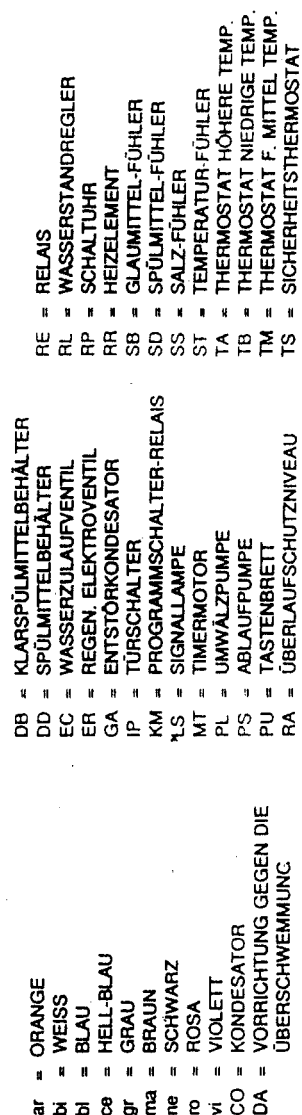 ar = ORANGE
bi = WEISS
bl = BLAU
ce = HELL-BLAU
gr = GRAU
ma = BRAUN
ne = SCHWARZ
ro = ROSA
vi = VIOLETT
CO = KONDESATOR
DA = VORRICHTUNG GEGEN DIE
ÜBERSCHWEMMUNG
DB = KLARSPÜLMITTELBEHÄLTER
DD = SPÜLMITTELBEHÄLTER
EC = WASSERZULAUFVENTIL
ER = REGEN. ELEKTROVENTIL
GA = ENTSTÖRKONDESATOR
IP = TÜRSCHALTER
KM = PROGRAMMSCHALTER-RELAIS
LS = SIGNALLAMPE
MT = TIMERMOTOR
PL = UMWÄLZPUMPE
PS = ABLAUFPUMPE
PU = TASTENBRETT
RA = ÜBERLAUFSCHUTZNIVEAU
RE = RELAIS
RL = WASSERSTANDREGLER
RP = SCHALTUHR
RR = HEIZELEMENT
SB = GLAUMITTEL-FÜHLER
SD = SPÜLMITTEL-FÜHLER
SS = SALZ-FÜHLER
ST = TEMPERATUR-FÜHLER
TA = THERMOSTAT HÖHERE TEMP.
TB = THERMOSTAT NIEDRIGE TEMP.
TM = THERMOSTAT F. MITTEL TEMP.
TS = SICHERHEITSTHERMOSTAT